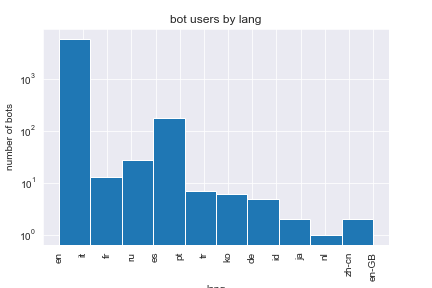 bot users by lang
number of bots
10³
10²
10¹
10⁰
en
it
fr
ru
es
pt
tr
ko
de
id
ja
nl
zh-cn
en-GB